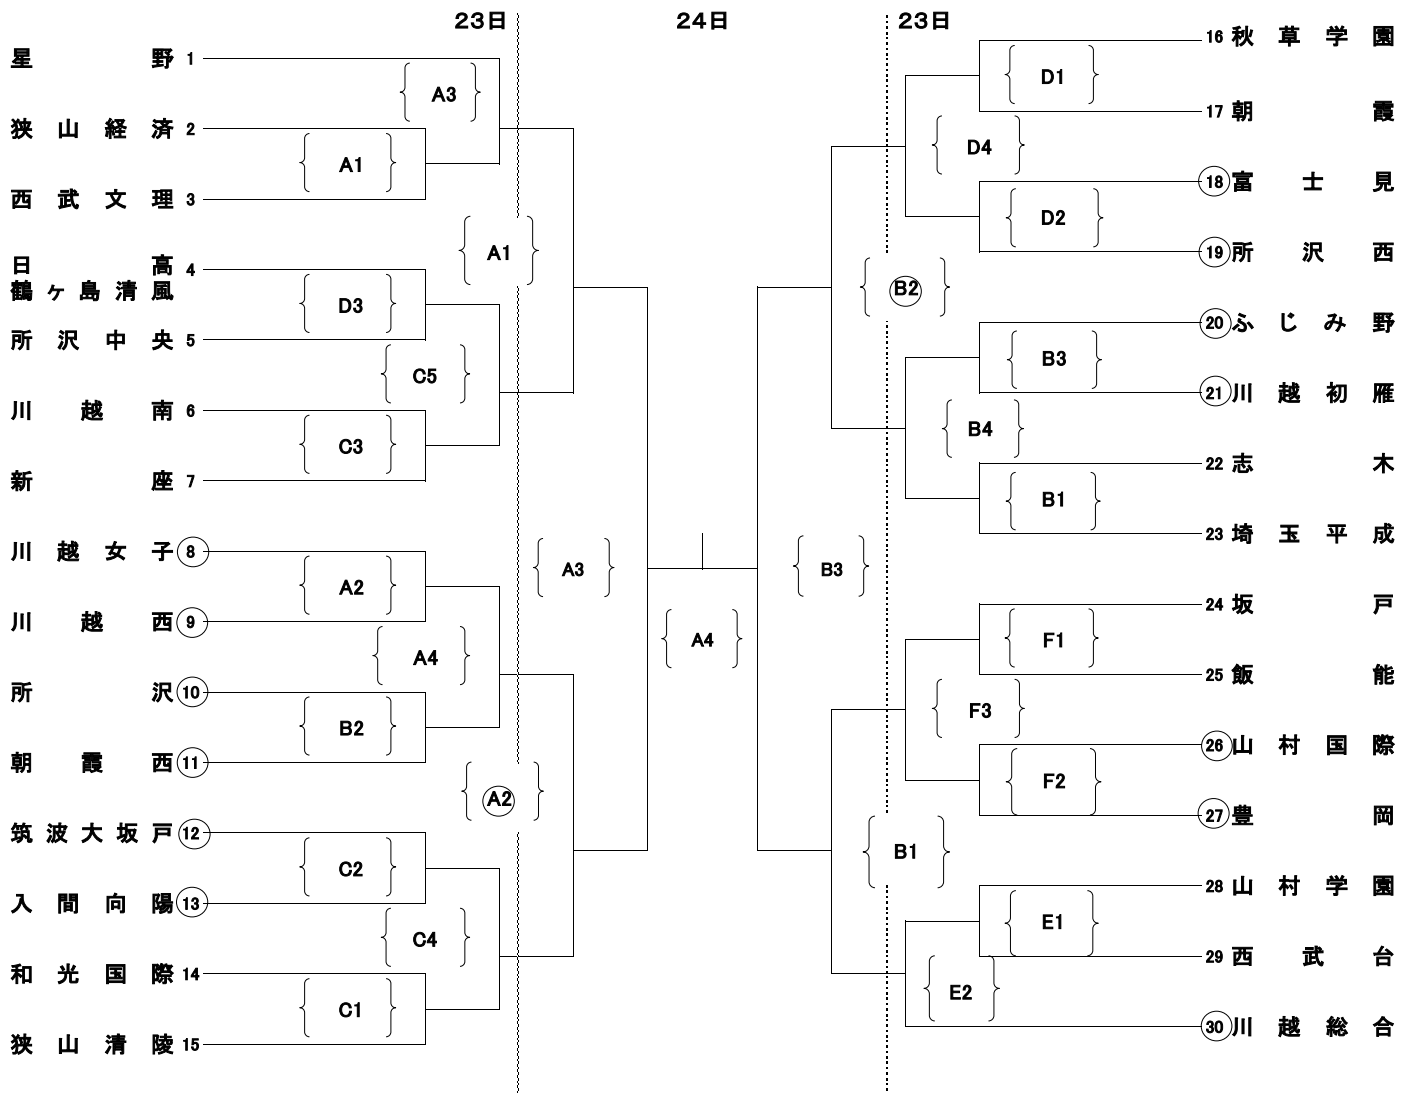 23日 24日 23日
星野 1
狭山経済 2
西武文理 3
日高 4
鶴ヶ島清風
所沢中央 5
川越南 6
新座 7
川越女子 8
川越西 9
所沢 10
朝霞西 11
筑波大坂戸 12
入間向陽 13
和光国際 14
狭山清陵 15
A3
A1
D3
C5
C3
A2
A4
B2
C2
C4
C1
A1
A2
A3
A4
B3
B2
B1
D1
D4
D2
B3
B4
B1
F1
F3
F2
E1
E2
16 秋草学園
17 朝霞
18 富士見
19 所沢西
20 ふじみ野
21 川越初雁
22 志木
23 埼玉平成
24 坂戸
25 飯能
26 山村国際
27 豊岡
28 山村学園
29 西武台
30 川越総合